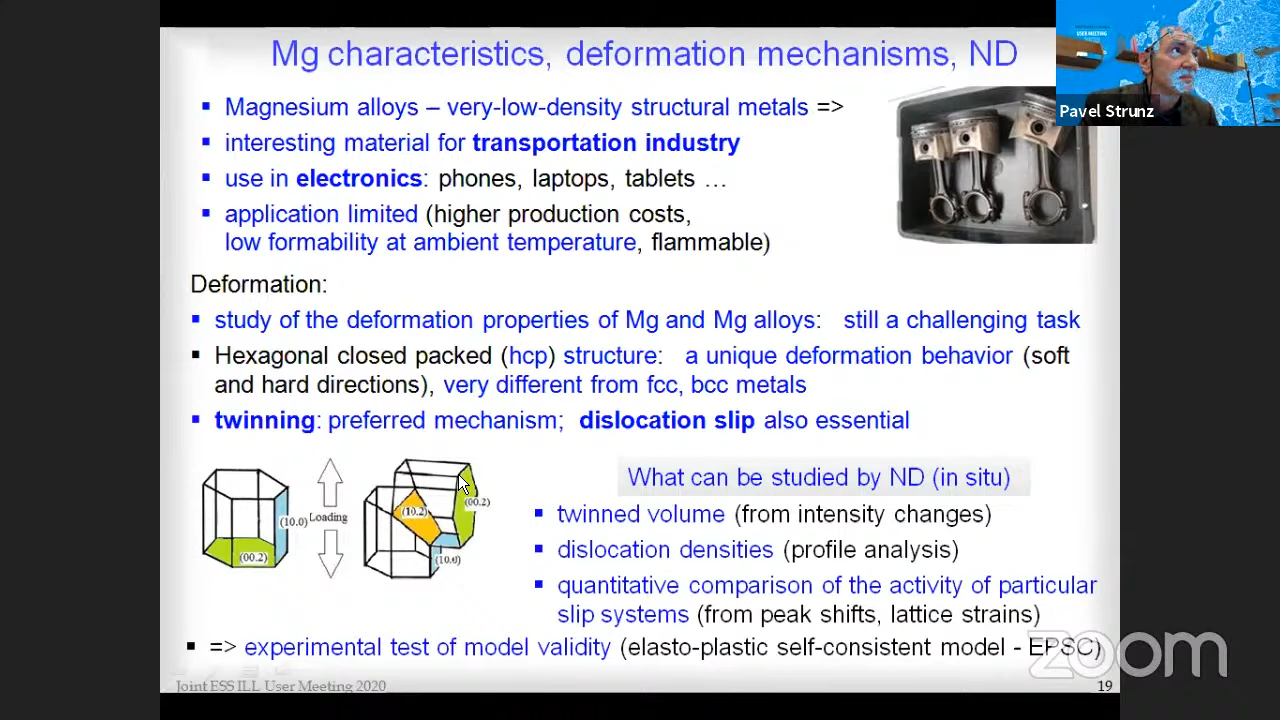 Mg characteristics, deformation mechanisms, ND
USER MEETING
Pavel Strunz
▪ Magnesium alloys – very-low-density structural metals =>
▪ interesting material for transportation industry
▪ use in electronics: phones, laptops, tablets …
▪ application limited (higher production costs,
low formability at ambient temperature, flammable)
Deformation:
▪ study of the deformation properties of Mg and Mg alloys: still a challenging task
▪ Hexagonal closed packed (hcp) structure: a unique deformation behavior (soft
and hard directions), very different from fcc, bcc metals
▪ twinning: preferred mechanism; dislocation slip also essential
(10.0)
(00.2)
Loading
(10.2)
(00.2)
(10.0)
What can be studied by ND (in situ)
▪ twinned volume (from intensity changes)
▪ dislocation densities (profile analysis)
▪ quantitative comparison of the activity of particular
slip systems (from peak shifts, lattice strains)
▪ => experimental test of model validity (elasto-plastic self-consistent model - EPSC)
zoom
Joint ESS ILL User Meeting 2020
19